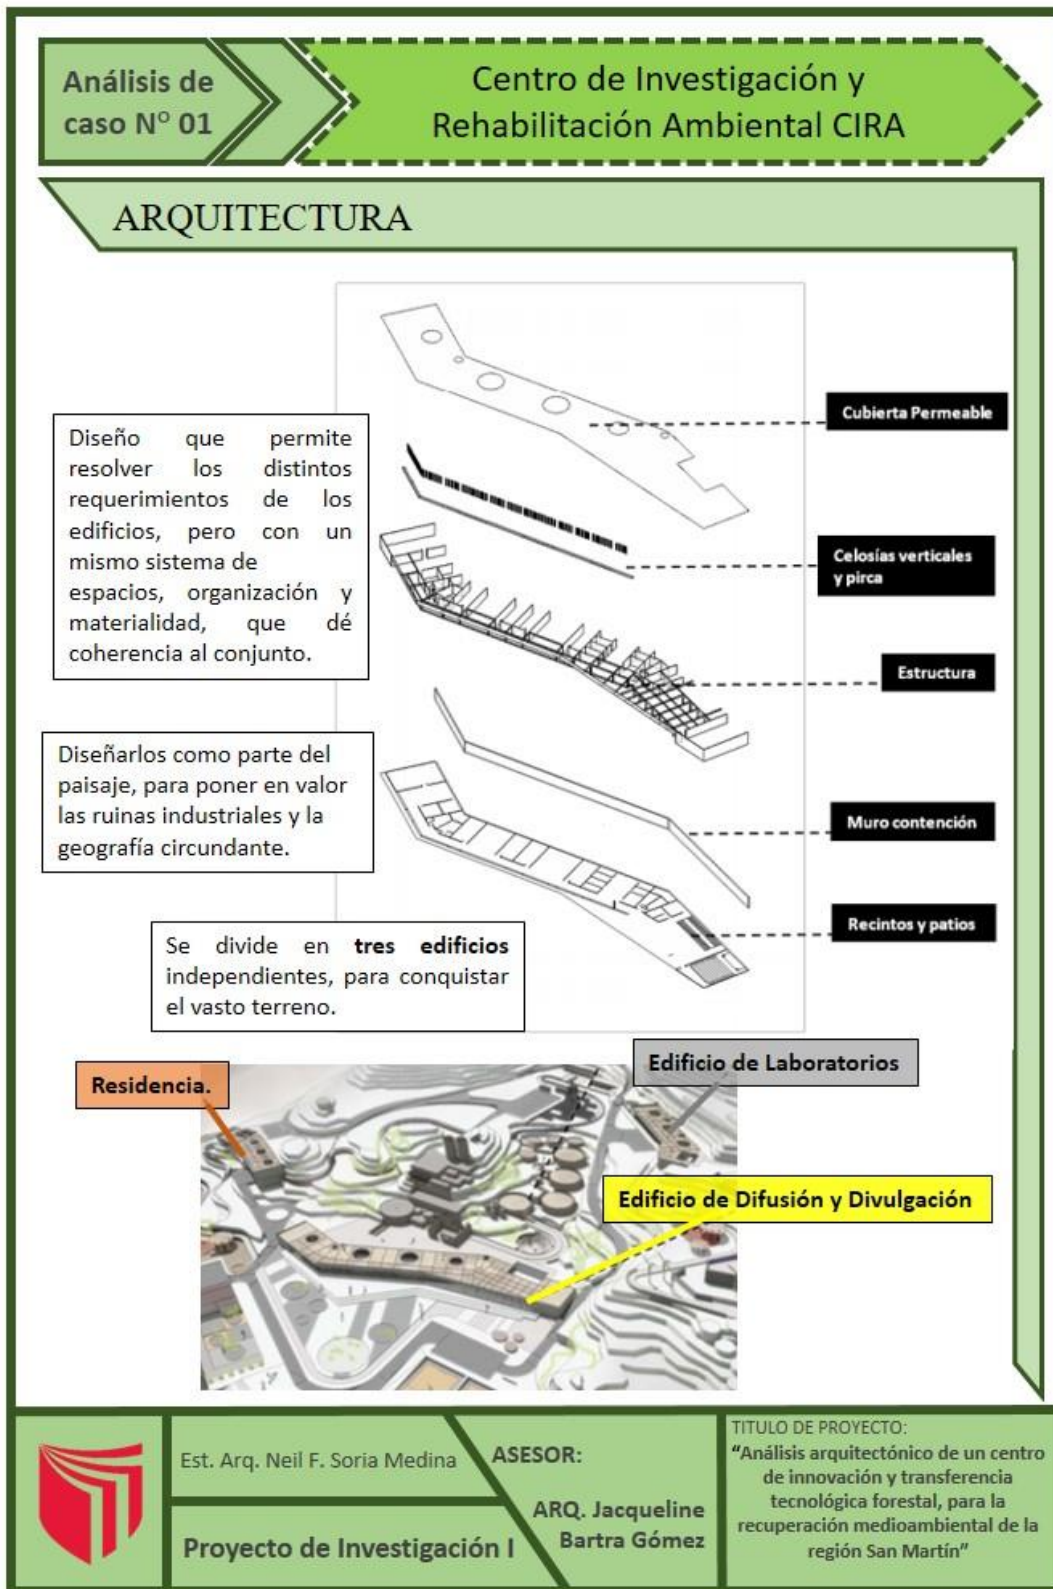 Análisis de
caso N° 01
Centro de Investigación y
Rehabilitación Ambiental CIRA
ARQUITECTURA
Diseño que permite
resolver los distintos
requerimientos de los
edificios, pero con un
mismo sistema de
espacios, organización y
materialidad, que dé
coherencia al conjunto.
Diseñarlos como parte del
paisaje, para poner en valor
las ruinas industriales y la
geografía circundante.
Se divide en tres edificios
independientes, para conquistar
el vasto terreno.
Cubierta Permeable
Celosías verticales
y pirca
Estructura
Muro contención
Recintos y patios
Residencia.
Edificio de Laboratorios
Edificio de Difusión y Divulgación
Est. Arq. Neil F. Soria Medina
Proyecto de Investigación I
ASESOR:
ARQ. Jacqueline
Bartra Gómez
TITULO DE PROYECTO:
“Análisis arquitectónico de un centro
de innovación y transferencia
tecnológica forestal, para la
recuperación medioambiental de la
región San Martín”